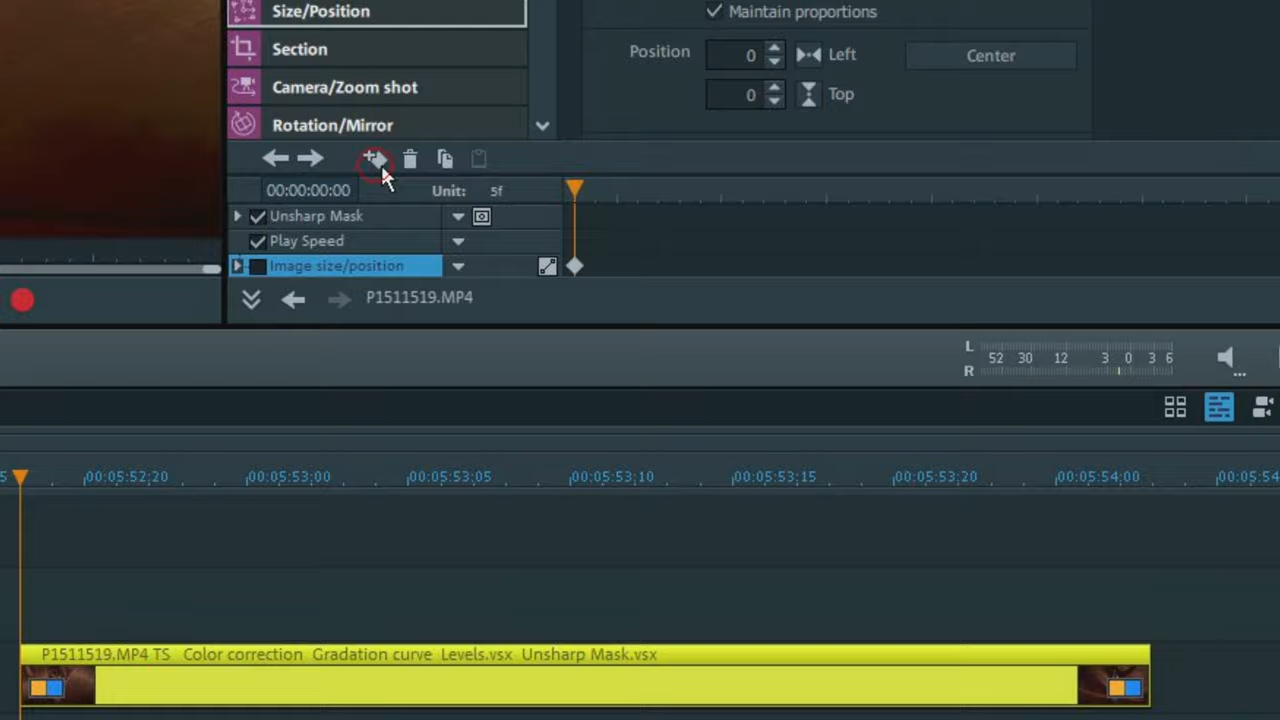 Size/Position
Maintain proportions
Section
Position 0 Left Center
Camera/Zoom shot
0 Top
Rotation/Mirror
00:00:00:00 Unit: 5f
Unsharp Mask
Play Speed
Image size/position
P1511519.MP4
L
52 30 12 3 0 3 6
R
5 00:05:52;20 00:05:53;00 00:05:53;05 00:05:53;10 00:05:53;15 00:05:53;20 00:05:54;00 00:05:54
P1511519.MP4 TS Color correction Gradation curve Levels.vsx Unsharp Mask.vsx